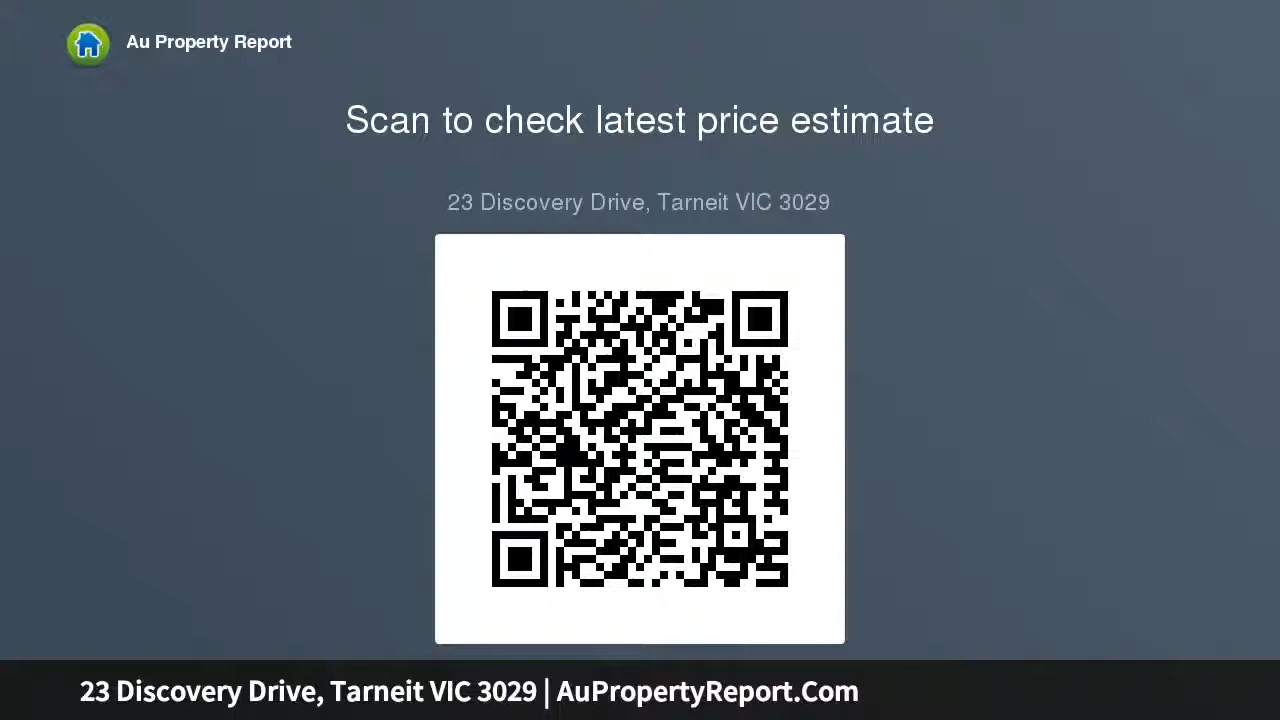 Au Property Report
Scan to check latest price estimate
23 Discovery Drive, Tarneit VIC 3029
23 Discovery Drive, Tarneit VIC 3029 | AuPropertyReport.Com